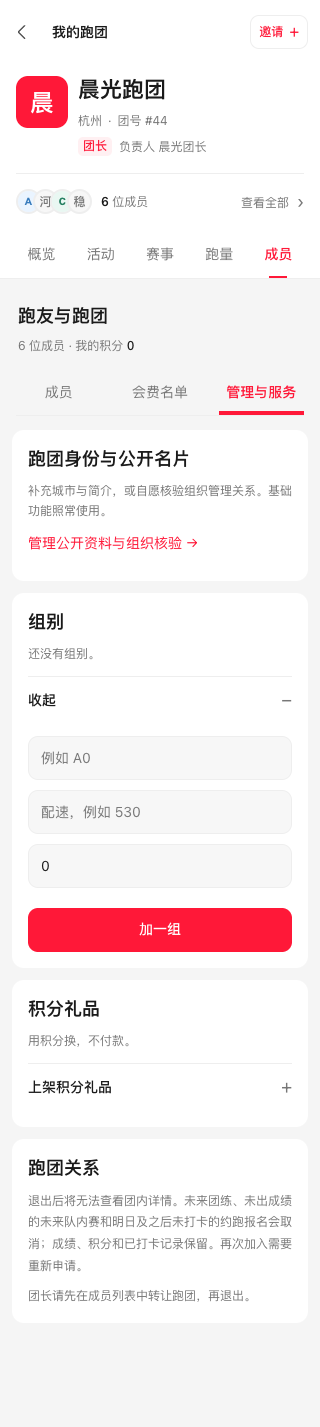 我的跑团
邀请 +
晨
晨光跑团
杭州 · 团号 #44
团长 负责人 晨光团长
A 河 C 稳 6 位成员 查看全部 ›
概览 活动 赛事 跑量 成员
跑友与跑团
6 位成员 · 我的积分 0
成员 会费名单 管理与服务
跑团身份与公开名片
补充城市与简介，或自愿核验组织管理关系。基础
功能照常使用。
管理公开资料与组织核验 →
组别
还没有组别。
收起 −
例如 A0
配速，例如 530
0
加一组
积分礼品
用积分换，不付款。
上架积分礼品 +
跑团关系
退出后将无法查看团内详情。未来团练、未出成绩
的未来队内赛和明日及之后未打卡的约跑报名会取
消；成绩、积分和已打卡记录保留。再次加入需要
重新申请。
团长请先在成员列表中转让跑团，再退出。